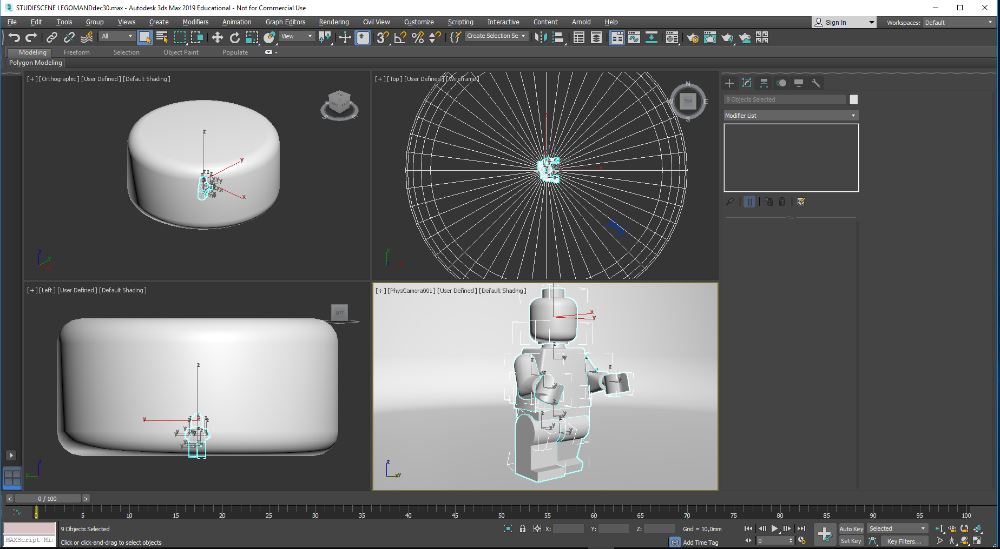 STUDIESCENE LEGOMANDdec30.max - Autodesk 3ds Max 2019 Educational - Not for Commercial Use
File Edit Tools Group Views Create Modifiers Animation Graph Editors Rendering Civil View Customize Scripting Interactive Content Arnold Help
Sign In
Workspaces: Default
All
View
Create Selection Se
Modeling Freeform Selection Object Paint Populate
Polygon Modeling
[+] [Orthographic] [User Defined] [Default Shading]
[+] [Top] [User Defined] [Wireframe]
N
W TOP E
S
9 Objects Selected
Modifier List
[+] [Left] [User Defined] [Default Shading]
LEFT
[+] [PhysCamera001] [User Defined] [Default Shading]
< 0 / 100 >
0 5 10 15 20 25 30 35 40 45 50 55 60 65 70 75 80 85 90 95 100
9 Objects Selected
X: Y: Z: Grid = 10,0mm
Auto Key Selected
MAXScript Mi
Click or click-and-drag to select objects
Add Time Tag
0
Set Key Key Filters...